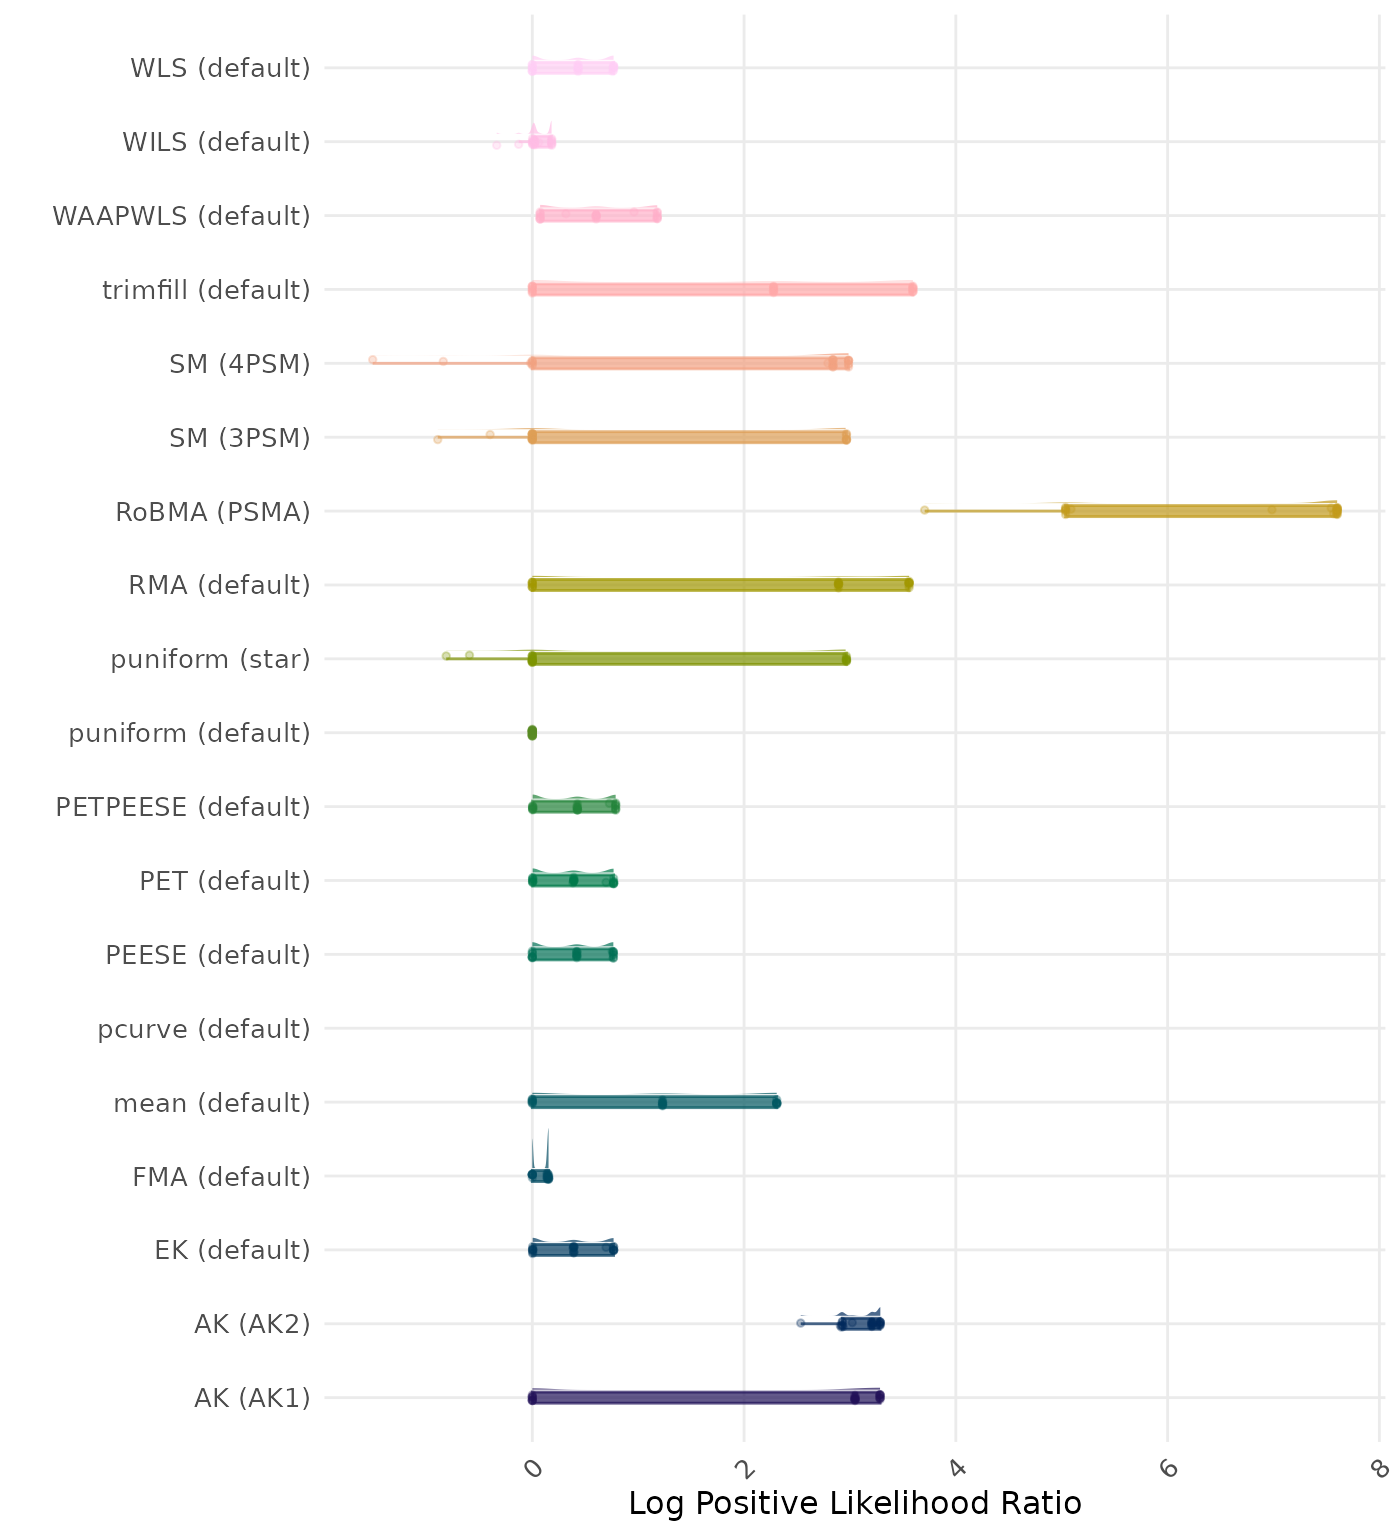 WLS (default)
WILS (default)
WAAPWLS (default)
trimfill (default)
SM (4PSM)
SM (3PSM)
RoBMA (PSMA)
RMA (default)
puniform (star)
puniform (default)
PETPEESE (default)
PET (default)
PEESE (default)
pcurve (default)
mean (default)
FMA (default)
EK (default)
AK (AK2)
AK (AK1)
0 2 4 6 8
Log Positive Likelihood Ratio